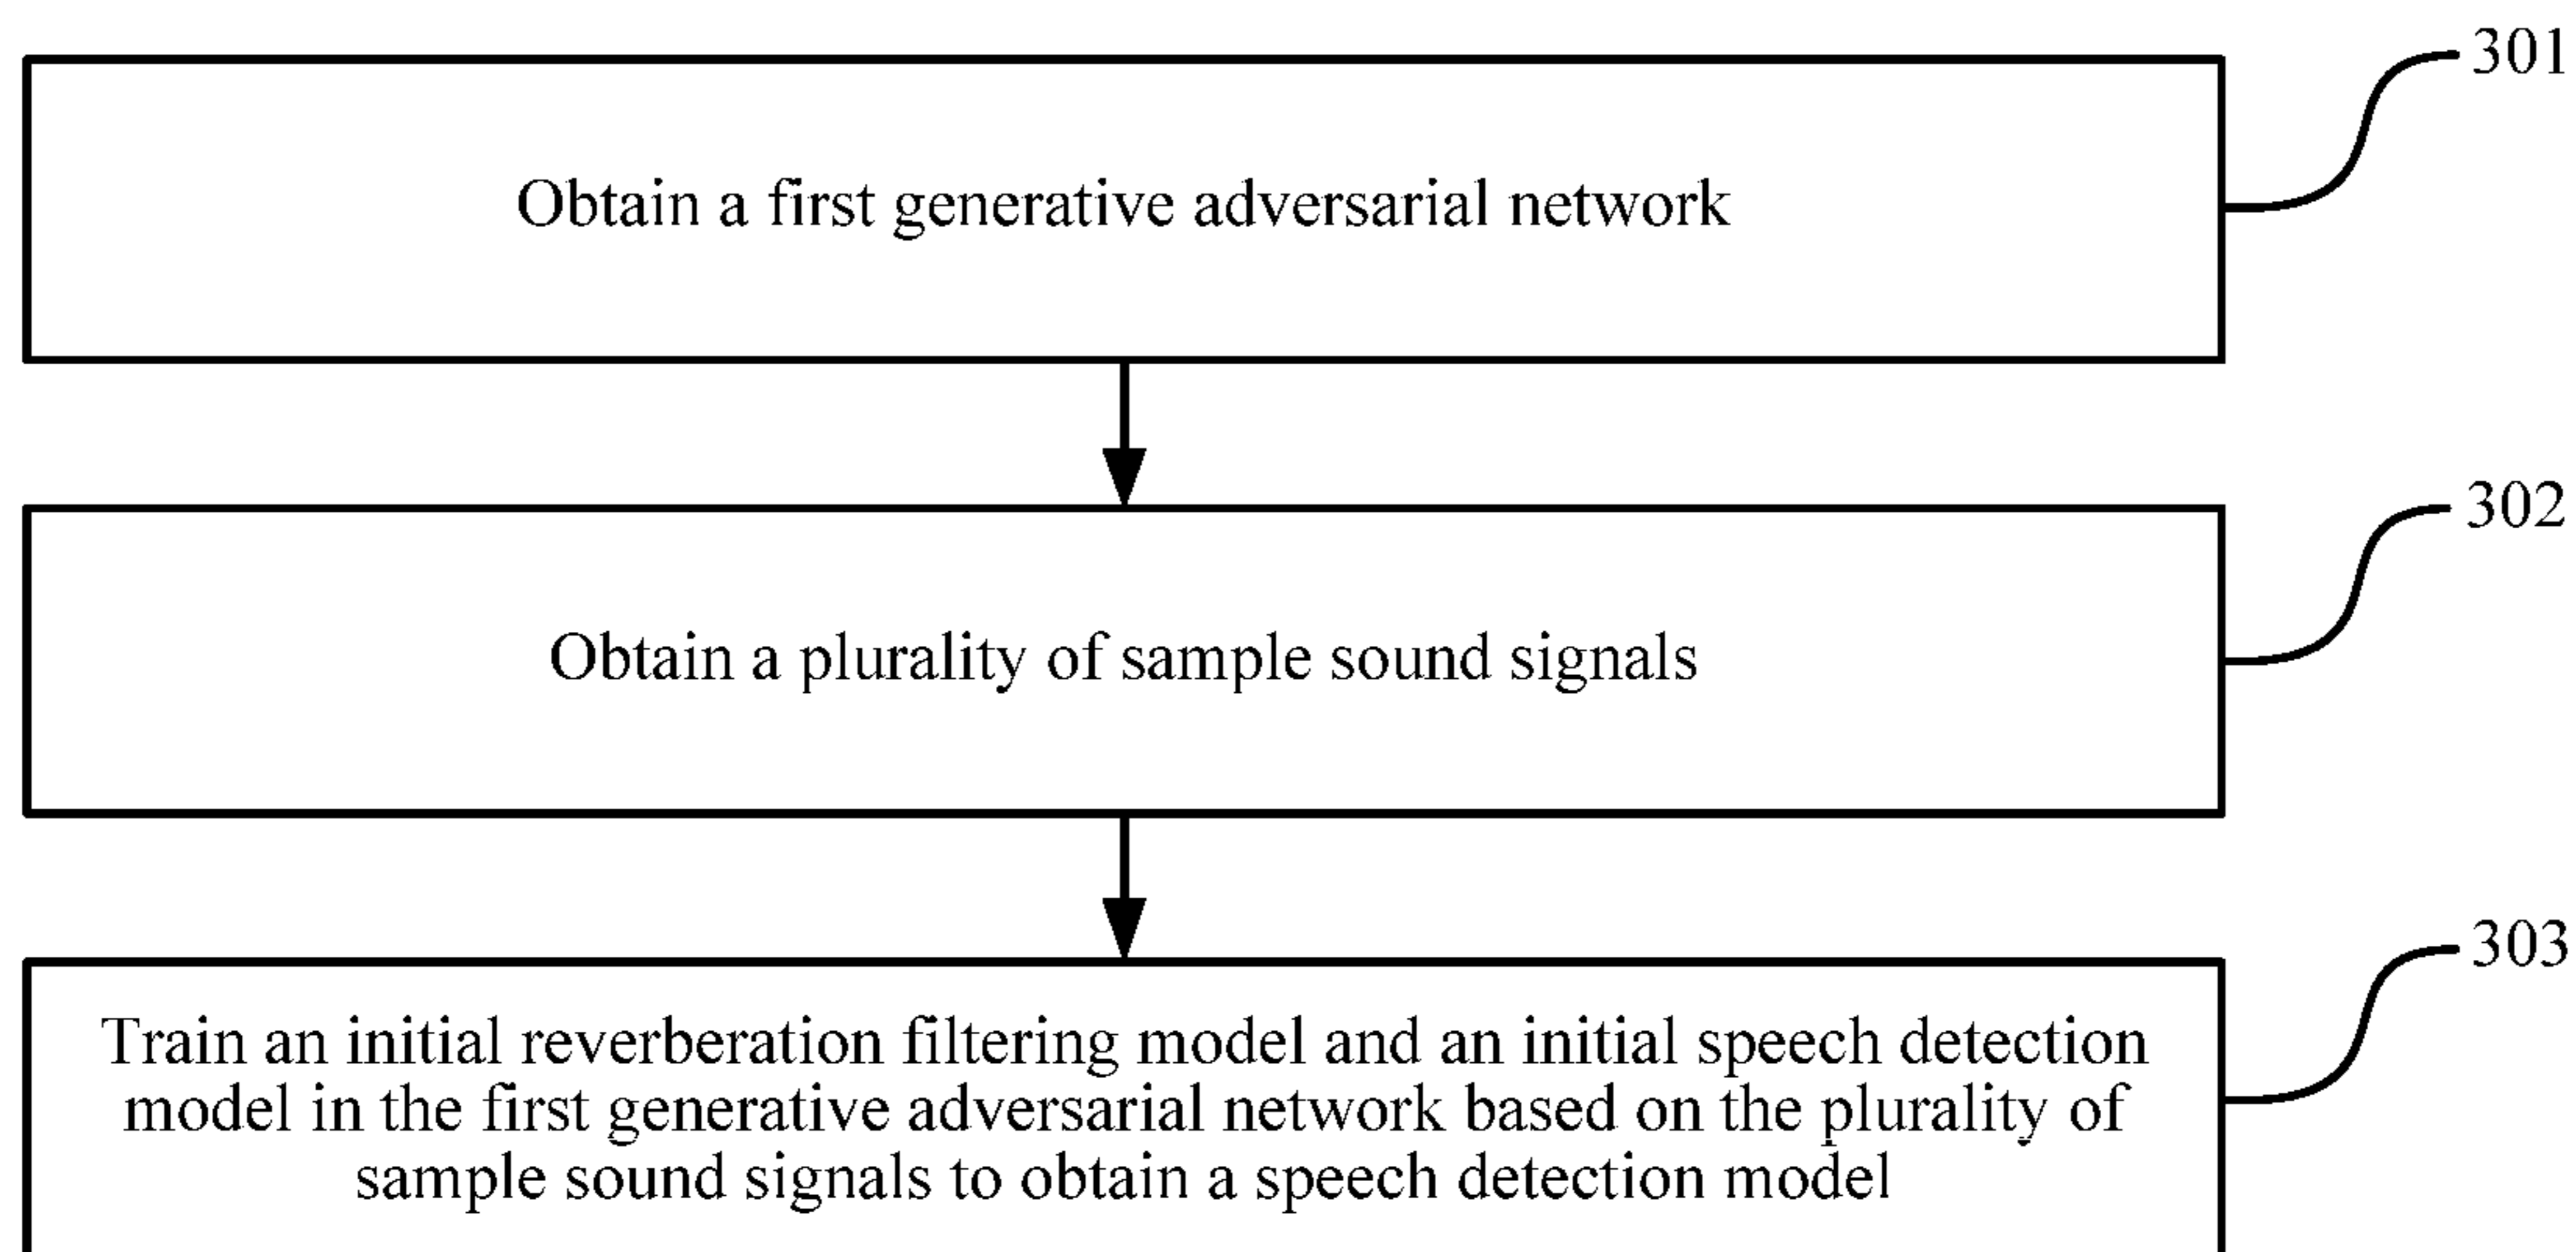 301
Obtain a first generative adversarial network
302
Obtain a plurality of sample sound signals
303
Train an initial reverberation filtering model and an initial speech detection
model in the first generative adversarial network based on the plurality of
sample sound signals to obtain a speech detection model